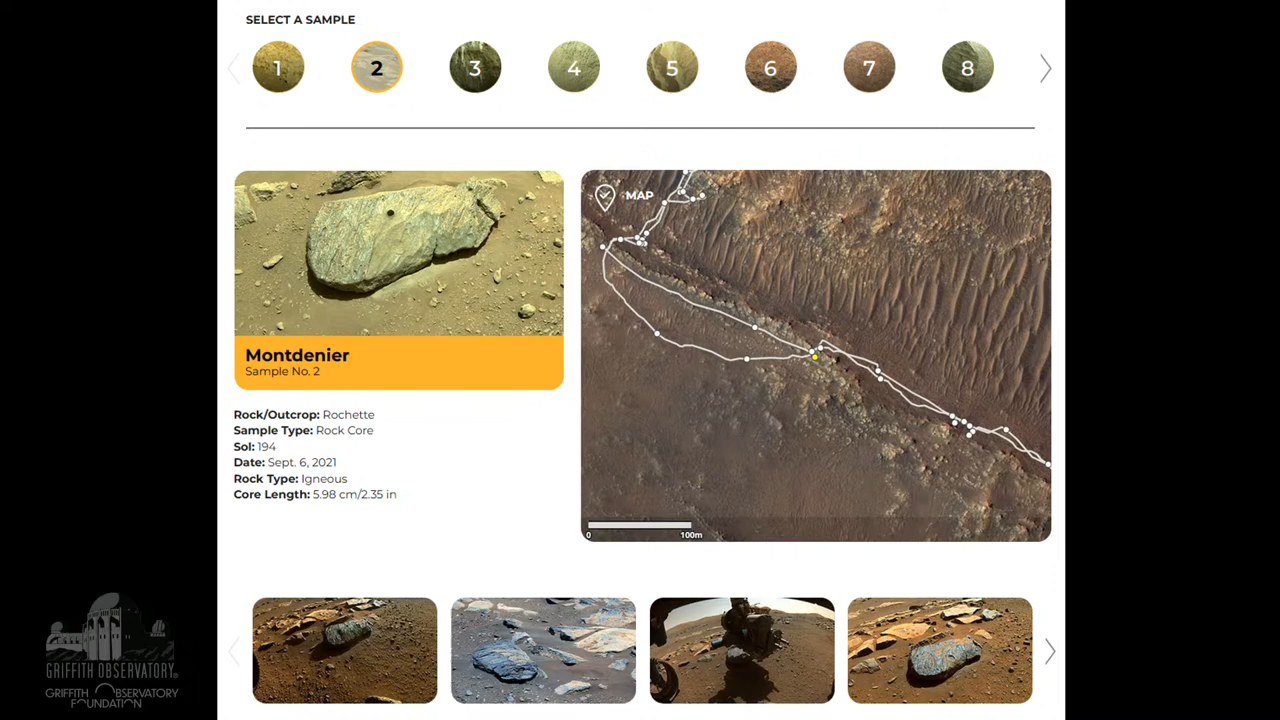 SELECT A SAMPLE
1 2 3 4 5 6 7 8
MAP
Montdenier
Sample No. 2
Rock/Outcrop: Rochette
Sample Type: Rock Core
Sol: 194
Date: Sept. 6, 2021
Rock Type: Igneous
Core Length: 5.98 cm/2.35 in
0 100m
GRIFFITH OBSERVATORY
GRIFFITH OBSERVATORY
FOUNDATION